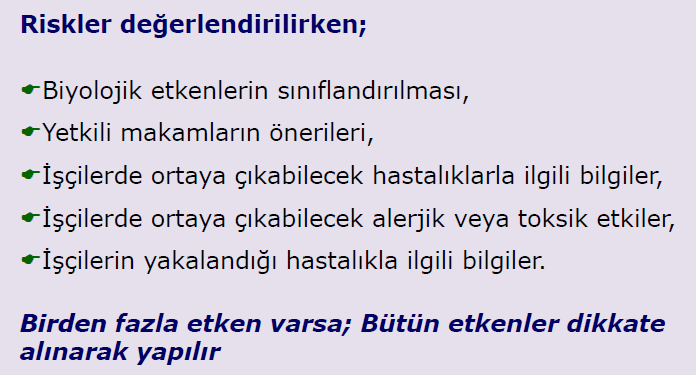 Riskler değerlendirilirken;
☛Biyolojik etkenlerin sınıflandırılması,
☛Yetkili makamların önerileri,
☛İşçilerde ortaya çıkabilecek hastalıklarla ilgili bilgiler,
☛İşçilerde ortaya çıkabilecek alerjik veya toksik etkiler,
☛İşçilerin yakalandığı hastalıkla ilgili bilgiler.
Birden fazla etken varsa; Bütün etkenler dikkate
alınarak yapılır